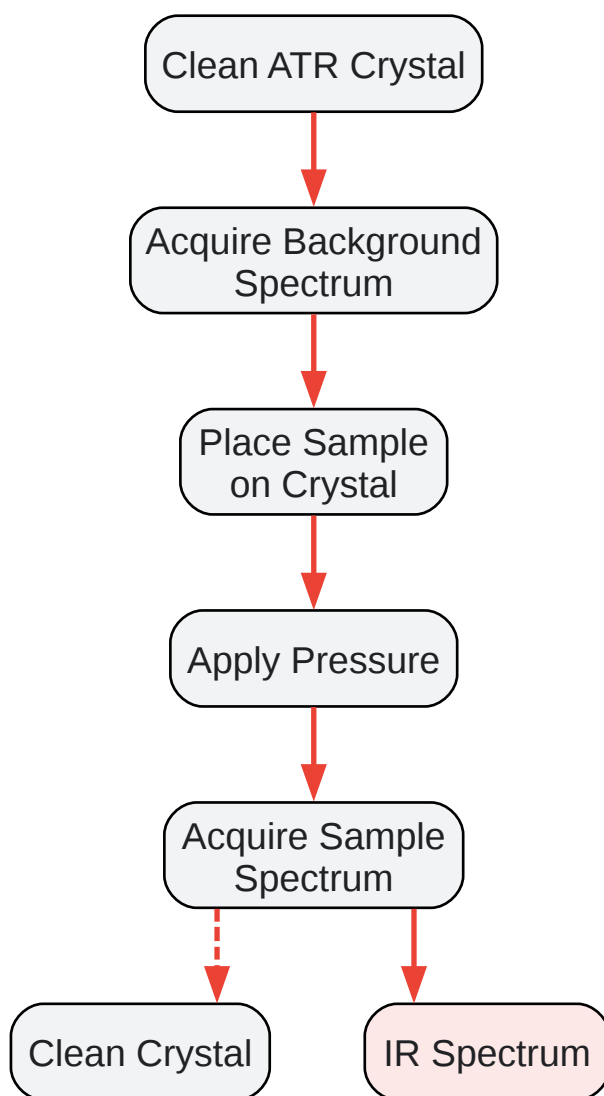 Clean ATR Crystal
Acquire Background
Spectrum
Place Sample
on Crystal
Apply Pressure
Acquire Sample
Spectrum
Clean Crystal
IR Spectrum